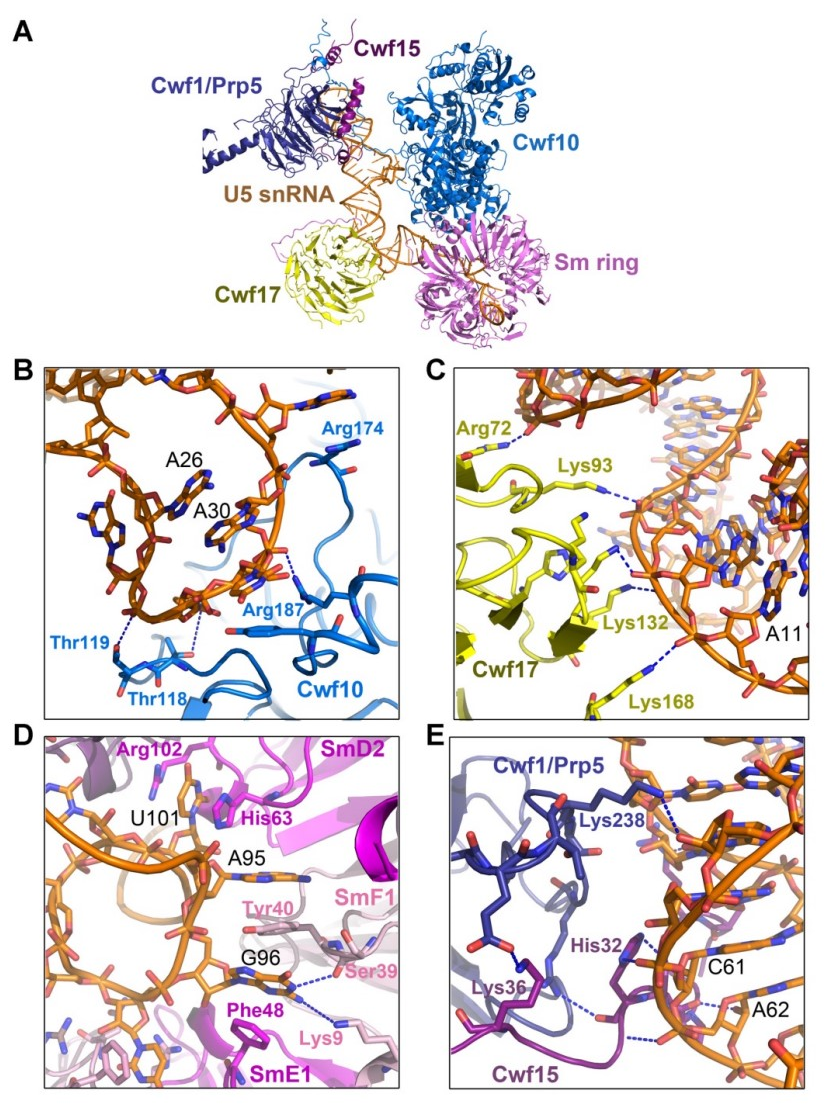 A
Cwf15
Cwf1/Prp5
Cwf10
U5 snRNA
Sm ring
Cwf17
B
Arg174
A26
A30
Arg187
Thr119
Thr118
Cwf10
C
Arg72
Lys93
Lys132
A11
Cwf17
Lys168
D
Arg102
SmD2
U101
His63
A95
SmF1
Tyr40
G96
Ser39
Phe48
Lys9
SmE1
E
Cwf1/Prp5
Lys238
His32
C61
Lys36
A62
Cwf15